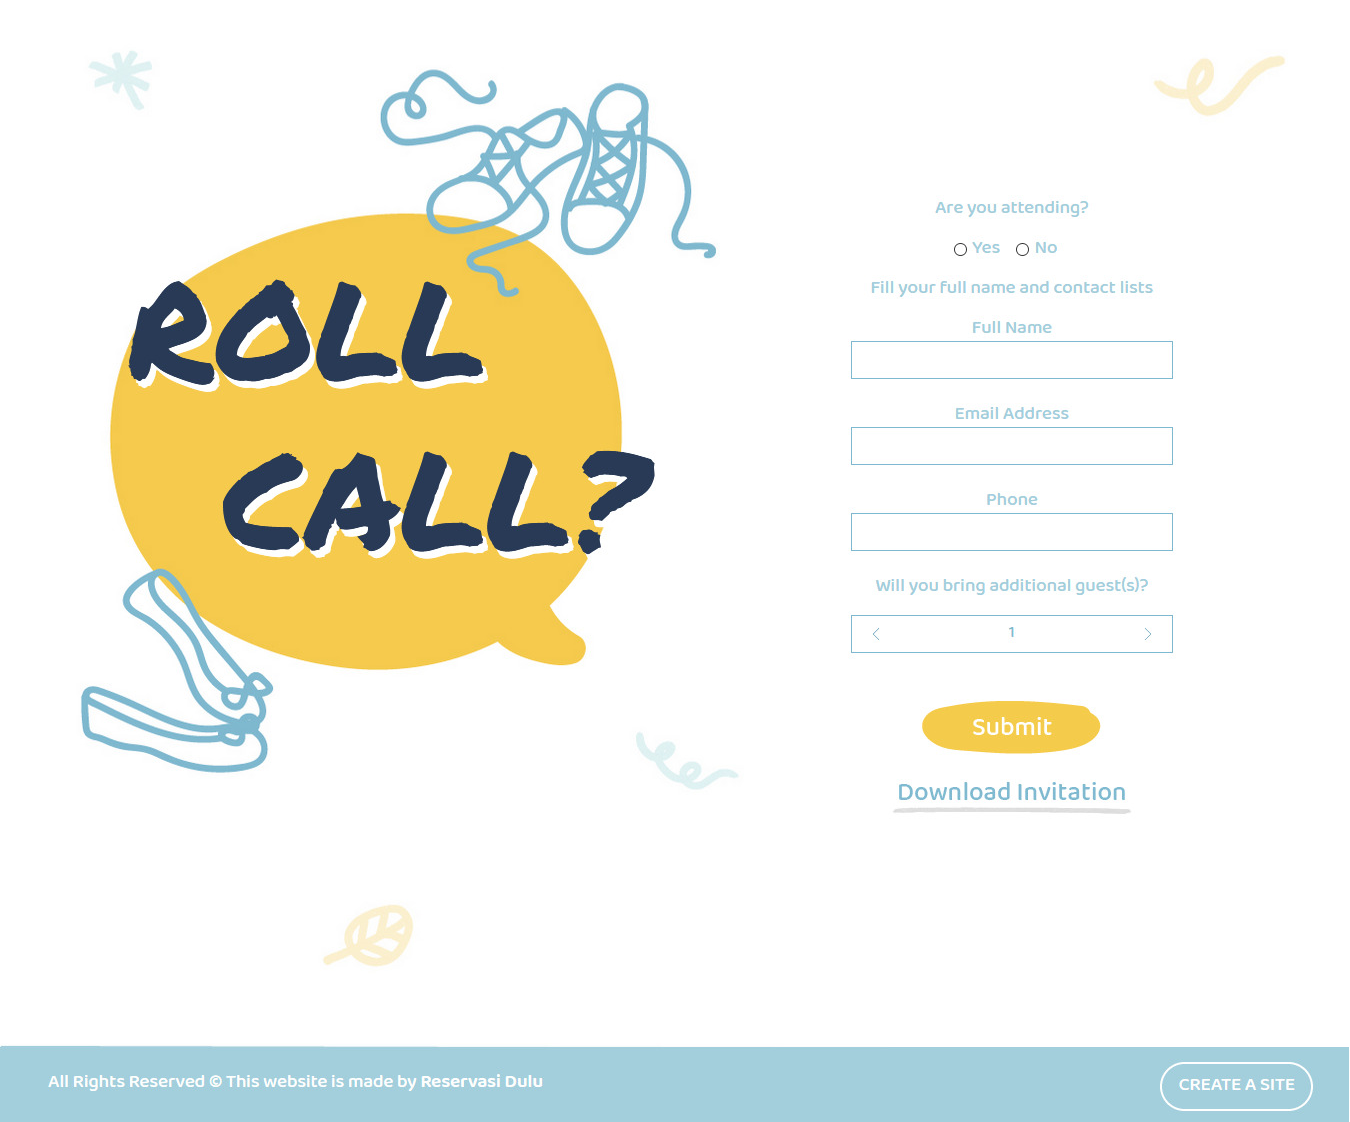 ROLL
CALL?
Are you attending?
Yes No
Fill your full name and contact lists
Full Name
Email Address
Phone
Will you bring additional guest(s)?
1
Submit
Download Invitation
All Rights Reserved © This website is made by Reservasi Dulu
CREATE A SITE